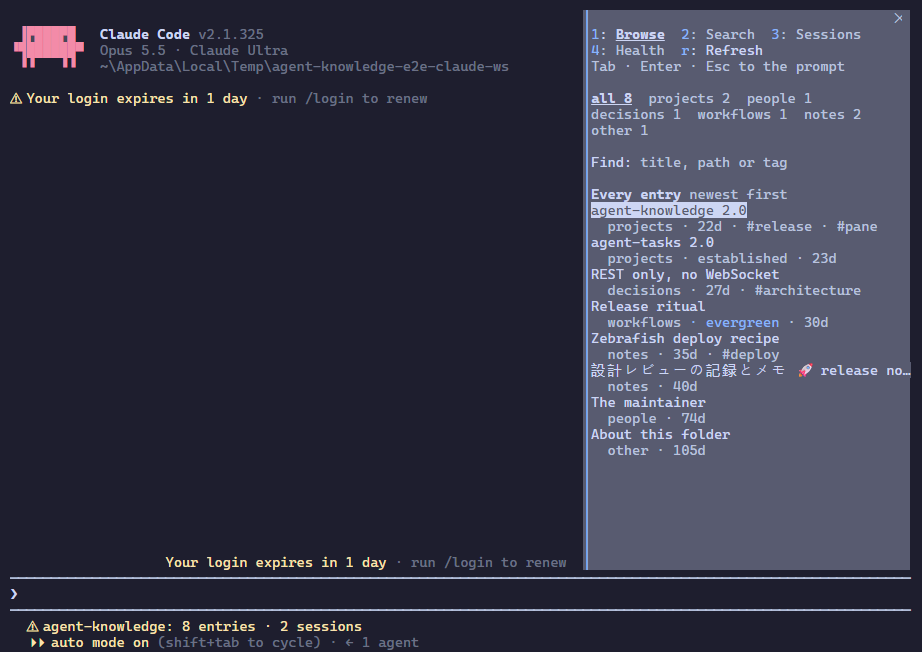 Claude Code v2.1.325
Opus 5.5 · Claude Ultra
~\AppData\Local\Temp\agent-knowledge-e2e-claude-ws
⚠ Your login expires in 1 day · run /login to renew
×
1: Browse  2: Search  3: Sessions
4: Health  r: Refresh
Tab · Enter · Esc to the prompt
all 8  projects 2  people 1
decisions 1  workflows 1  notes 2
other 1
Find: title, path or tag
Every entry newest first
agent-knowledge 2.0
projects · 22d · #release · #pane
agent-tasks 2.0
projects · established · 23d
REST only, no WebSocket
decisions · 27d · #architecture
Release ritual
workflows · evergreen · 30d
Zebrafish deploy recipe
notes · 35d · #deploy
設計レビューの記録とメモ 🚀 release no…
notes · 40d
The maintainer
people · 74d
About this folder
other · 105d
Your login expires in 1 day · run /login to renew
❯
⚠ agent-knowledge: 8 entries · 2 sessions
⏵⏵ auto mode on (shift+tab to cycle) · ← 1 agent